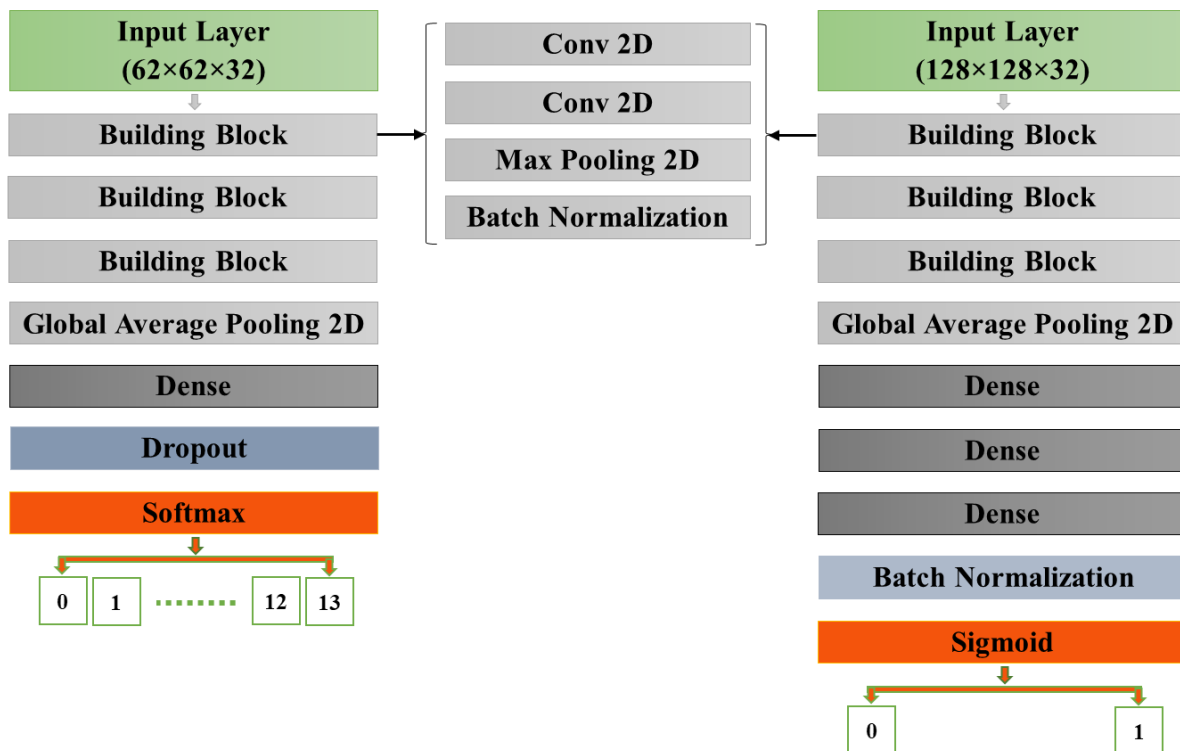 Input Layer
(62×62×32)
Building Block
Building Block
Building Block
Global Average Pooling 2D
Dense
Dropout
Softmax
0 1 12 13
Conv 2D
Conv 2D
Max Pooling 2D
Batch Normalization
Input Layer
(128×128×32)
Building Block
Building Block
Building Block
Global Average Pooling 2D
Dense
Dense
Dense
Batch Normalization
Sigmoid
0 1